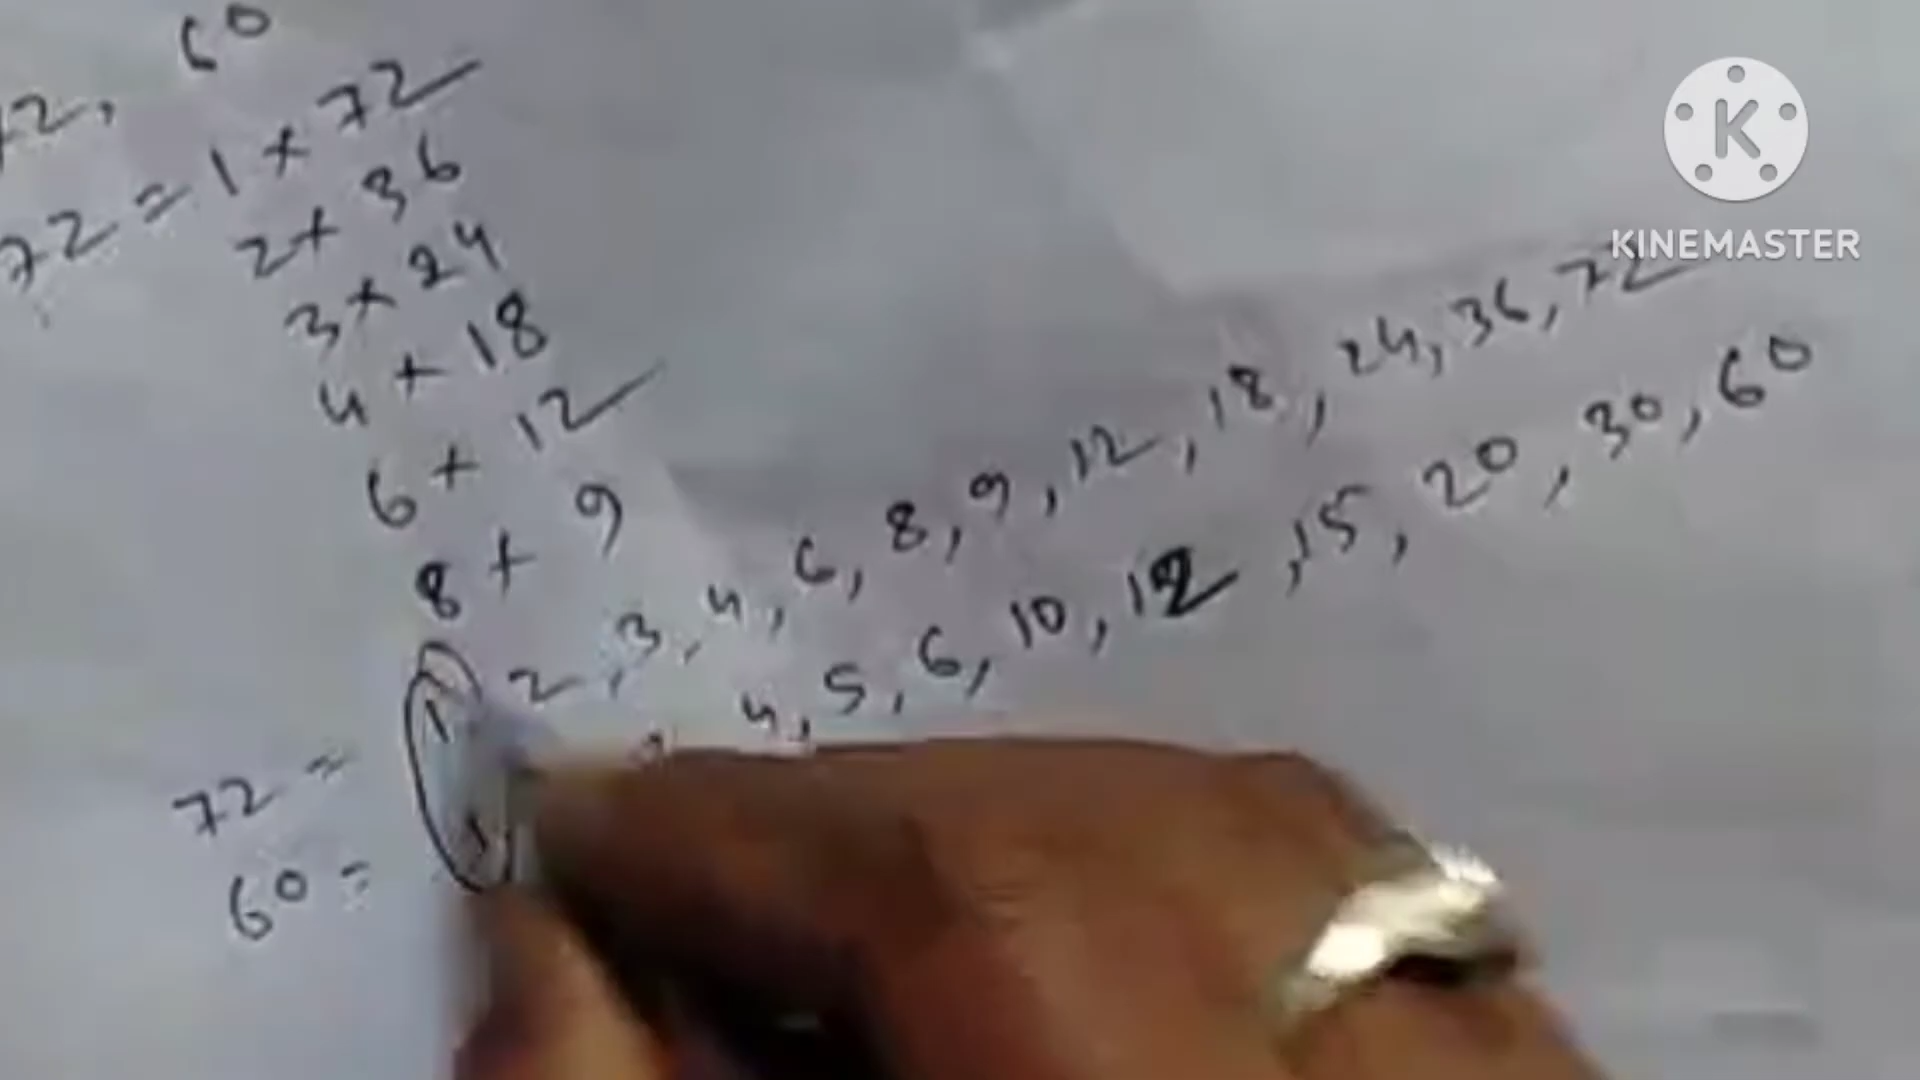 72, 60
72 = 1 × 72
2 × 36
3 × 24
4 × 18
6 × 12
8 × 9
72 = 1, 2, 3, 4, 6, 8, 9, 12, 18, 24, 36, 72
60 = 1, 4, 5, 6, 10, 12, 15, 20, 30, 60
K
KINEMASTER